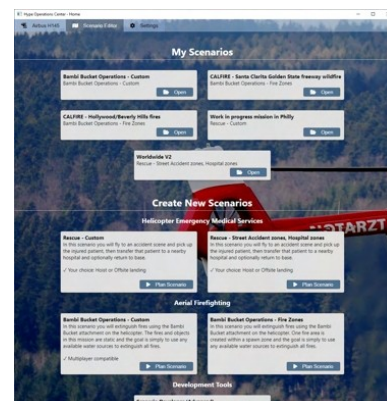 Hype Operations Center - Home
Airbus H145
Scenario Editor
Settings
My Scenarios
Bambi Bucket Operations - Custom
Bambi Bucket Operations - Custom
Open
CALFIRE - Santa Clarita Golden State freeway wildfire
Bambi Bucket Operations - Fire Zones
Open
CALFIRE - Hollywood/Beverly Hills fires
Bambi Bucket Operations - Fire Zones
Open
Work in progress mission in Philly
Rescue - Custom
Open
Worldwide V2
Rescue - Street Accident zones, Hospital zones
Open
NOTARZT
Create New Scenarios
Helicopter Emergency Medical Services
Rescue - Custom
In this scenario you will fly to an accident scene and pick up
the injured patient, then transfer that patient to a nearby
hospital and optionally return to base.
✓ Your choice: Hoist or Offsite landing
Plan Scenario
Rescue - Street Accident zones, Hospital zones
In this scenario you will fly to an accident scene and pick up
the injured patient, then transfer that patient to a nearby
hospital and optionally return to base.
✓ Your choice: Hoist or Offsite landing
Plan Scenario
Aerial Firefighting
Bambi Bucket Operations - Custom
In this scenario you will extinguish fires using the Bambi
Bucket attachment on the helicopter. The fires and objects
in this mission are static and the goal is simply to use
any available water sources to extinguish all fires.
✓ Multiplayer compatible
Plan Scenario
Bambi Bucket Operations - Fire Zones
In this scenario you will extinguish fires using the Bambi
Bucket attachment on the helicopter. One fire area is
created within a spawn zone and the goal is simply to use
any available water sources to extinguish all fires.
Plan Scenario
Development Tools